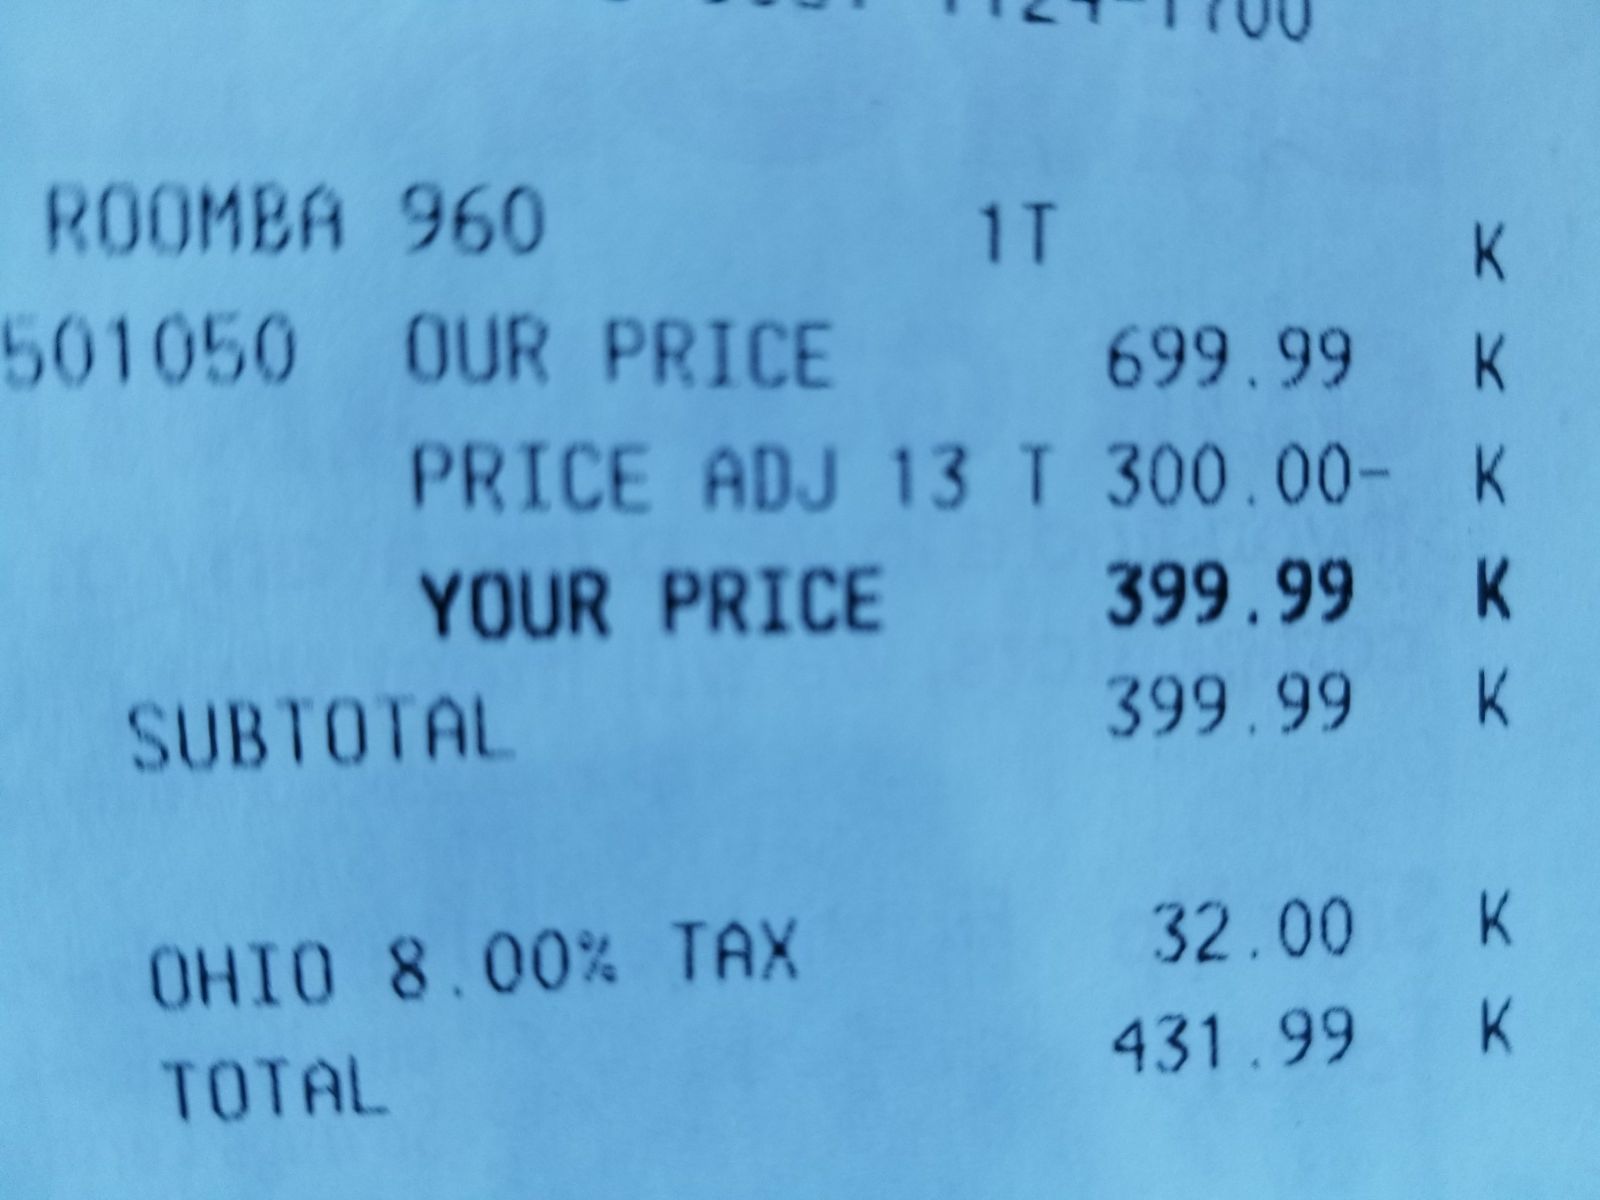 ROOMBA 960 1T K
501050 OUR PRICE 699.99 K
PRICE ADJ 13 T 300.00- K
YOUR PRICE 399.99 K
SUBTOTAL 399.99 K
OHIO 8.00% TAX 32.00 K
TOTAL 431.99 K